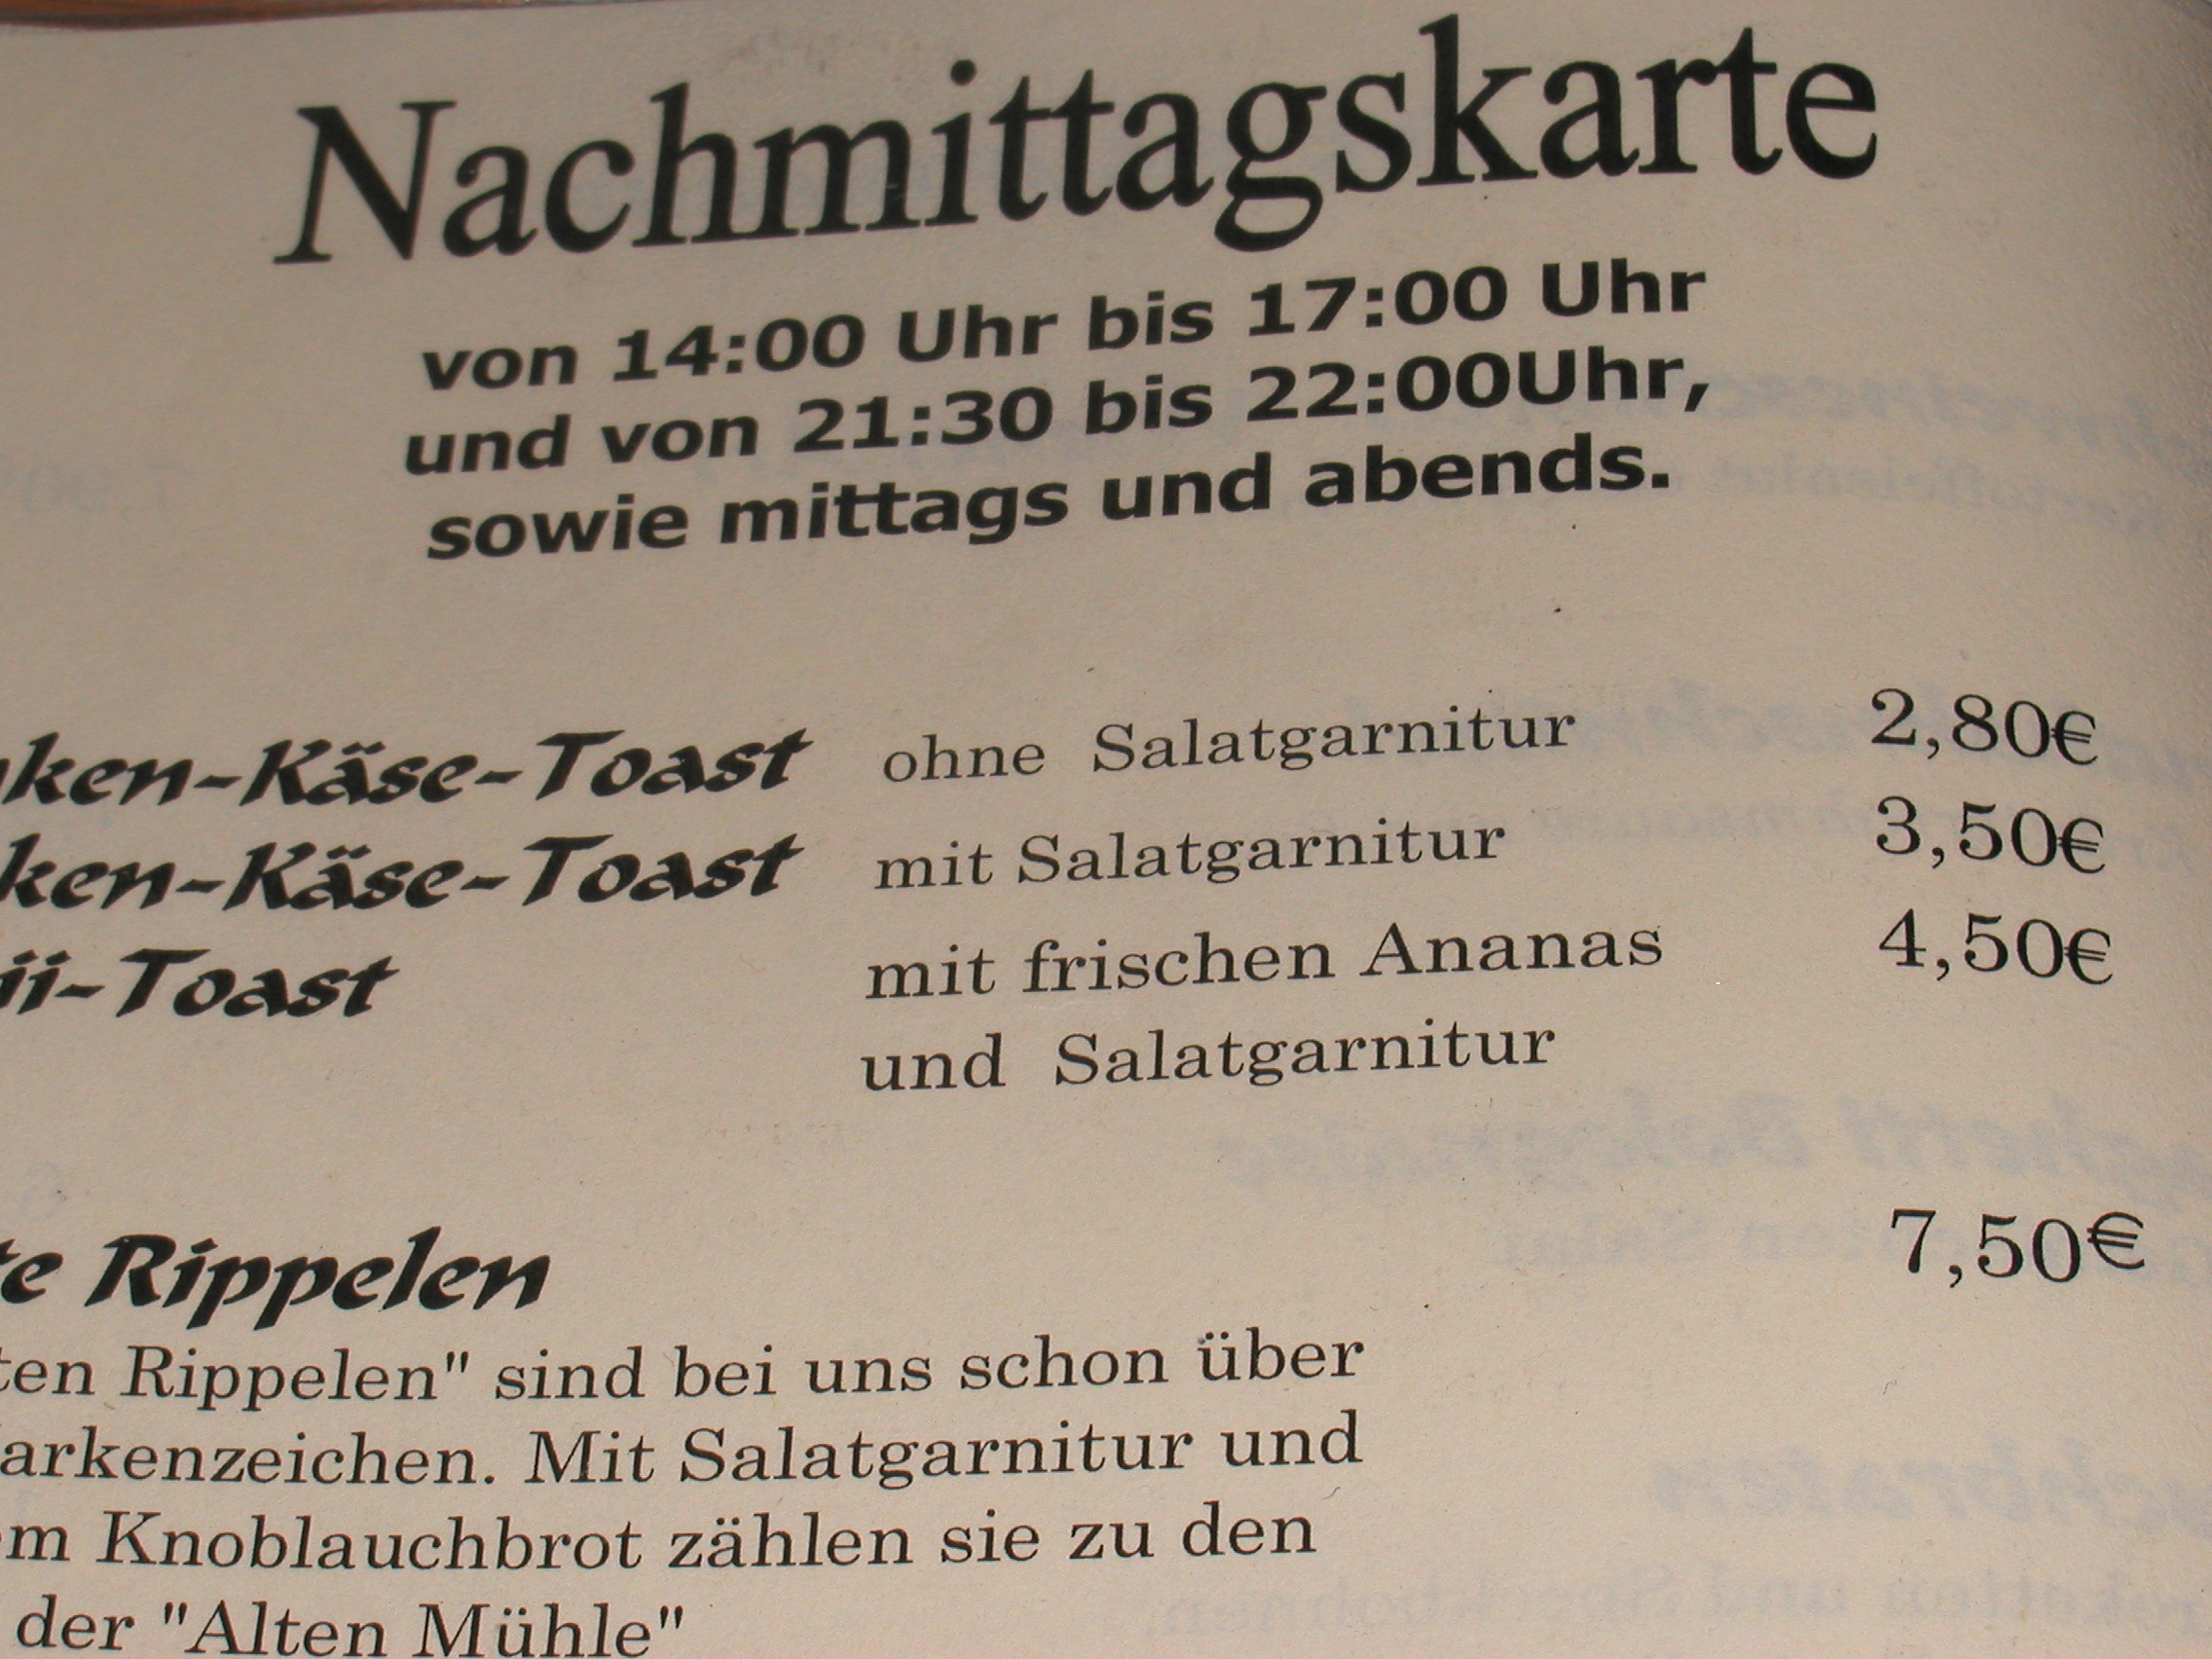 Nachmittagskarte
von 14:00 Uhr bis 17:00 Uhr
und von 21:30 bis 22:00Uhr,
sowie mittags und abends.
ken-Käse-Toast ohne Salatgarnitur 2,80€
ken-Käse-Toast mit Salatgarnitur 3,50€
ii-Toast mit frischen Ananas 4,50€
und Salatgarnitur
te Rippelen 7,50€
ten Rippelen" sind bei uns schon über
arkenzeichen. Mit Salatgarnitur und
em Knoblauchbrot zählen sie zu den
der "Alten Mühle"